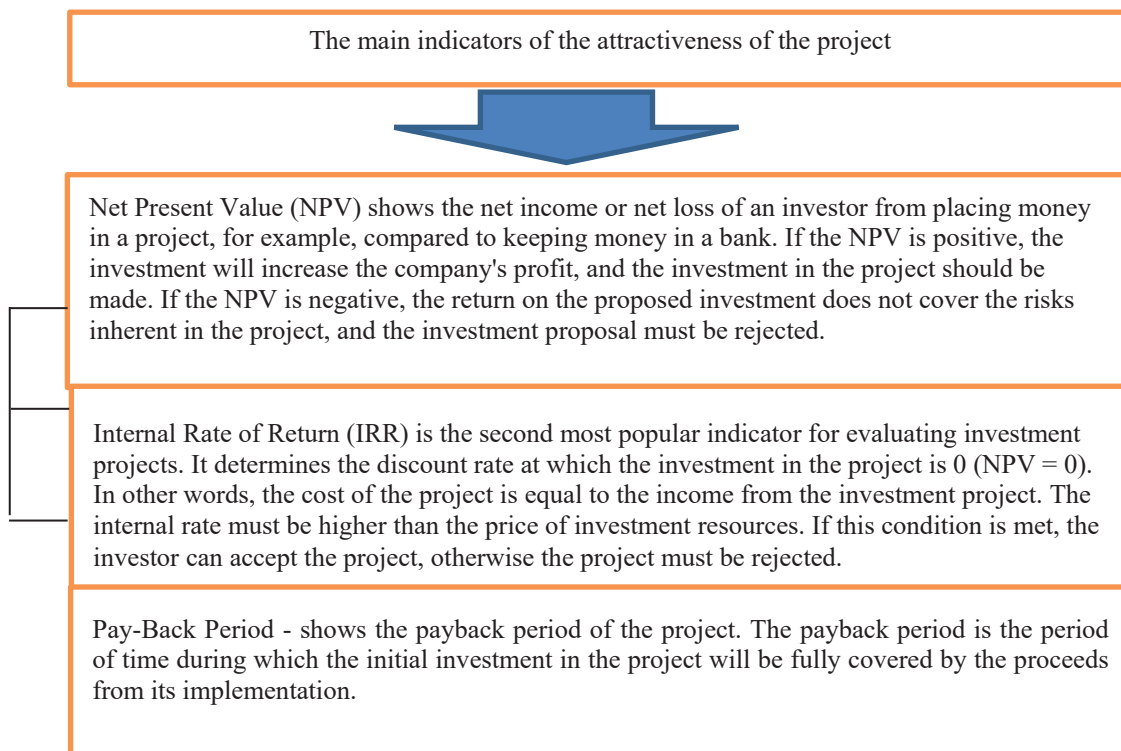 The main indicators of the attractiveness of the project
Net Present Value (NPV) shows the net income or net loss of an investor from placing money
in a project, for example, compared to keeping money in a bank. If the NPV is positive, the
investment will increase the company's profit, and the investment in the project should be
made. If the NPV is negative, the return on the proposed investment does not cover the risks
inherent in the project, and the investment proposal must be rejected.
Internal Rate of Return (IRR) is the second most popular indicator for evaluating investment
projects. It determines the discount rate at which the investment in the project is 0 (NPV = 0).
In other words, the cost of the project is equal to the income from the investment project. The
internal rate must be higher than the price of investment resources. If this condition is met, the
investor can accept the project, otherwise the project must be rejected.
Pay-Back Period - shows the payback period of the project. The payback period is the period
of time during which the initial investment in the project will be fully covered by the proceeds
from its implementation.